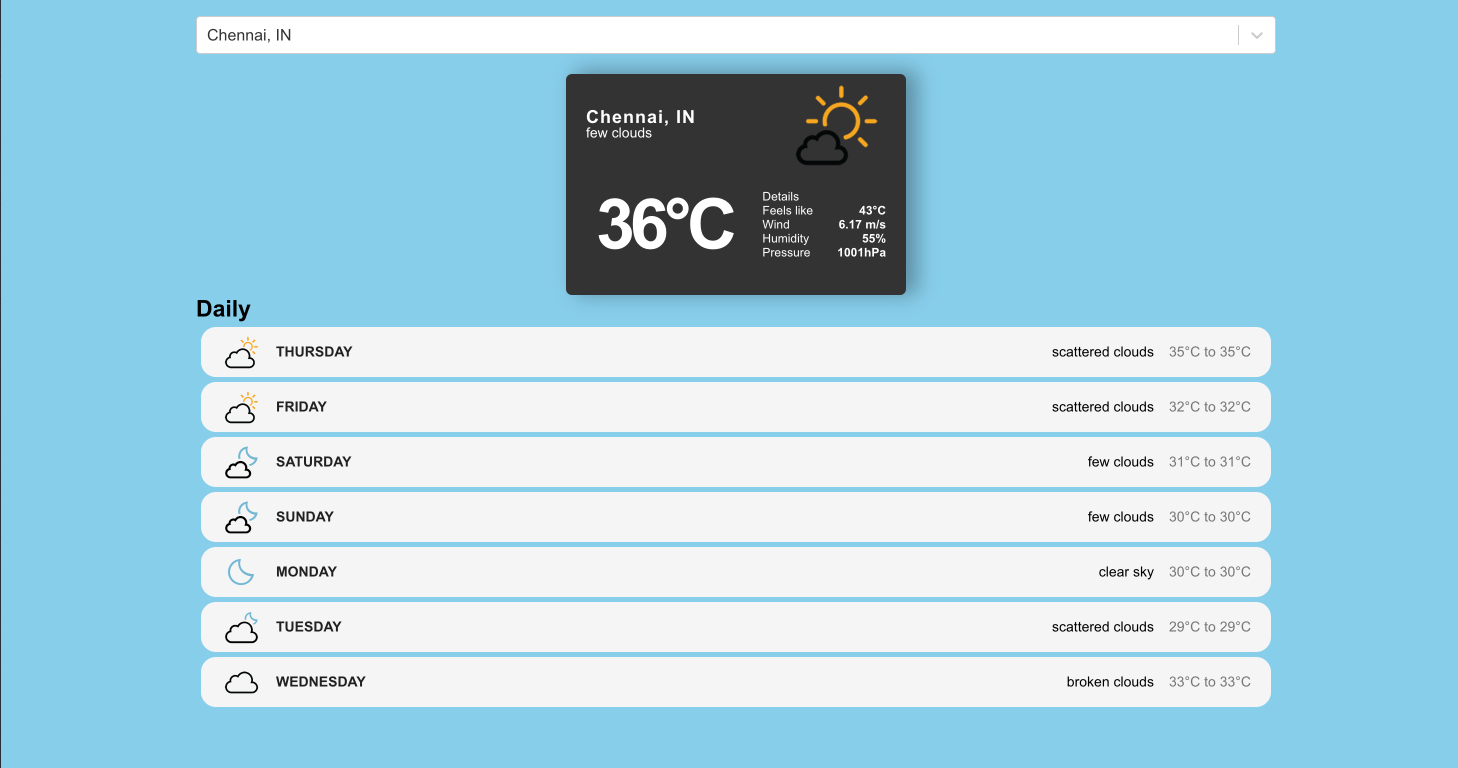 Chennai, IN
Chennai, IN
few clouds
36°C
Details
Feels like 43°C
Wind 6.17 m/s
Humidity 55%
Pressure 1001hPa
Daily
THURSDAY scattered clouds 35°C to 35°C
FRIDAY scattered clouds 32°C to 32°C
SATURDAY few clouds 31°C to 31°C
SUNDAY few clouds 30°C to 30°C
MONDAY clear sky 30°C to 30°C
TUESDAY scattered clouds 29°C to 29°C
WEDNESDAY broken clouds 33°C to 33°C